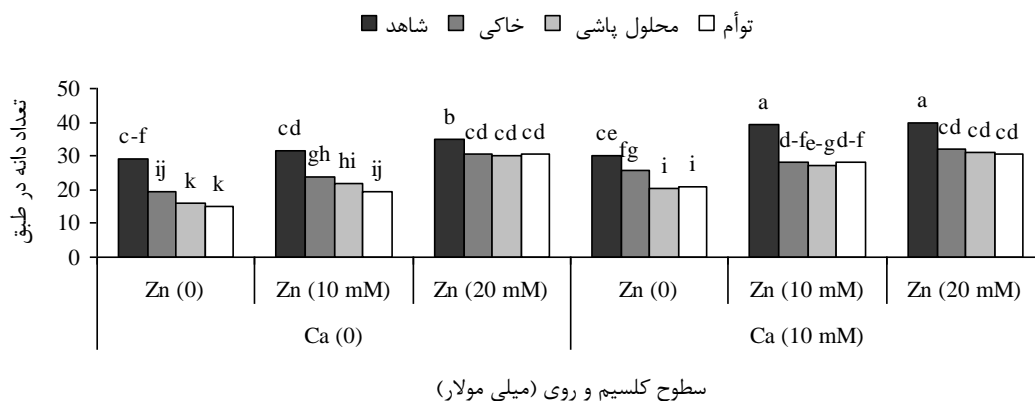 شاهد خاکی محلول پاشی توأم
تعداد دانه در طبق
50
40
30
20
10
0
c-f ij k k cd gh hi ij b cd cd cd ce fg i i a d-f e-g d-f a cd cd cd
Zn (0) Zn (10 mM) Zn (20 mM) Zn (0) Zn (10 mM) Zn (20 mM)
Ca (0) Ca (10 mM)
سطوح کلسیم و روی (میلی مولار)